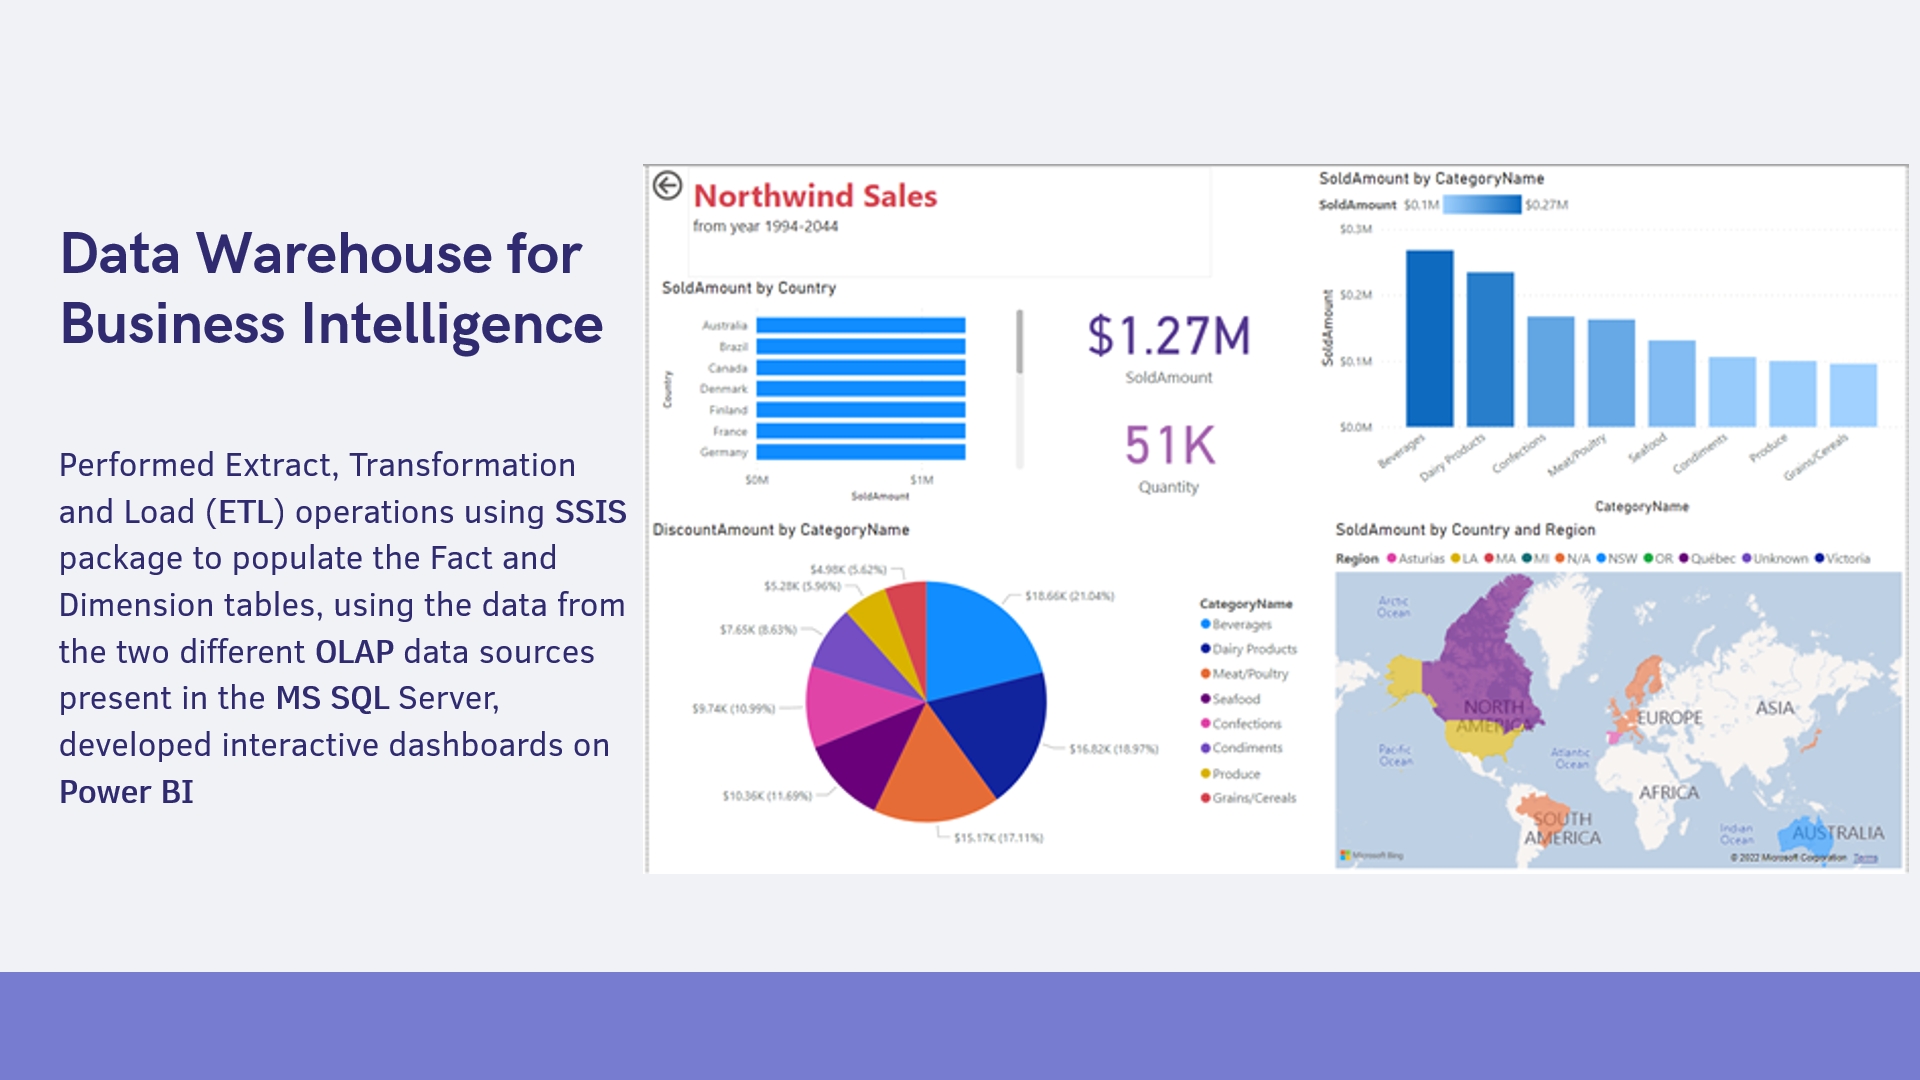 Data Warehouse for
Business Intelligence
Performed Extract, Transformation
and Load (ETL) operations using SSIS
package to populate the Fact and
Dimension tables, using the data from
the two different OLAP data sources
present in the MS SQL Server,
developed interactive dashboards on
Power BI
Northwind Sales
from year 1994-2044
SoldAmount by Country
Country
Australia
Brazil
Canada
Denmark
Finland
France
Germany
$0M $1M
SoldAmount
$1.27M
SoldAmount
51K
Quantity
SoldAmount by CategoryName
SoldAmount $0.1M $0.27M
SoldAmount
$0.3M
$0.2M
$0.1M
$0.0M
Beverages
Dairy Products
Confections
Meat/Poultry
Seafood
Condiments
Produce
Grains/Cereals
CategoryName
DiscountAmount by CategoryName
$4.98K (5.62%)
$5.28K (5.96%)
$7.65K (8.63%)
$9.74K (10.99%)
$10.36K (11.69%)
$15.17K (17.11%)
$16.82K (18.97%)
$18.66K (21.04%)
CategoryName
Beverages
Dairy Products
Meat/Poultry
Seafood
Confections
Condiments
Produce
Grains/Cereals
SoldAmount by Country and Region
Region Asturias LA MA MI N/A NSW OR Québec Unknown Victoria
Arctic
Ocean
NORTH
AMERICA
EUROPE
ASIA
Pacific
Ocean
Atlantic
Ocean
AFRICA
SOUTH
AMERICA
Indian
Ocean
AUSTRALIA
Microsoft Bing
© 2022 Microsoft Corporation Terms